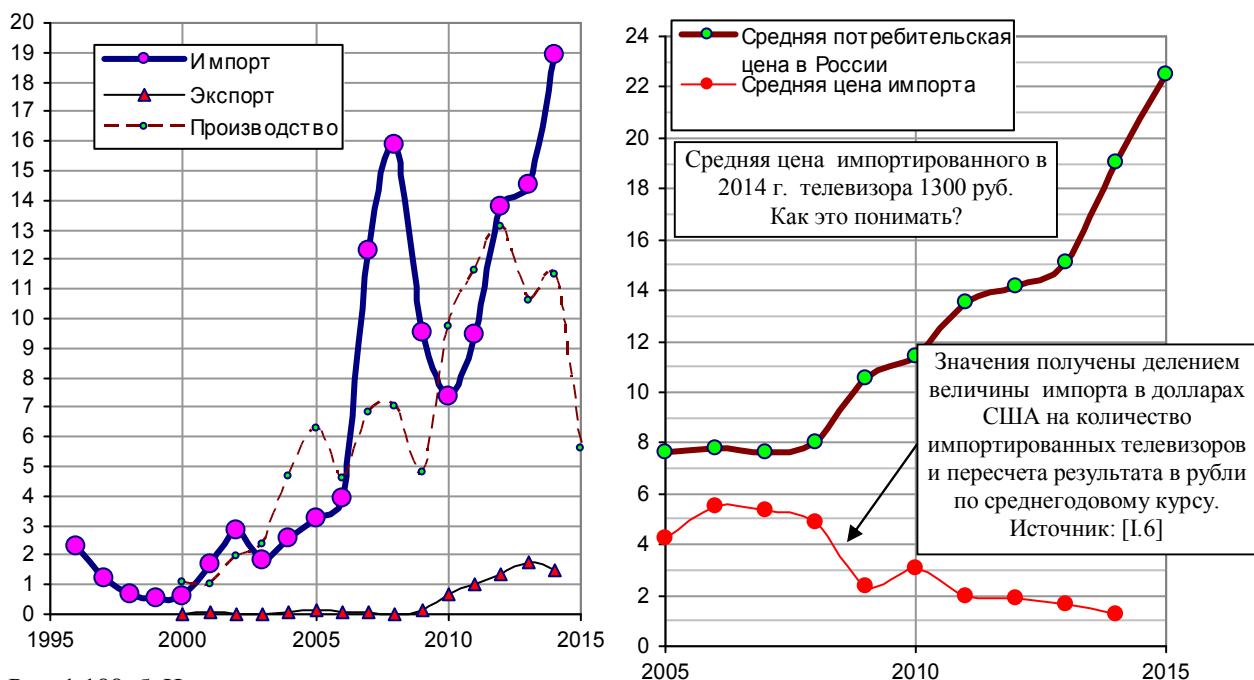 20
19
18
17
16
15
14
13
12
11
10
9
8
7
6
5
4
3
2
1
0
1995
2000
2005
2010
2015
Импорт
Экспорт
Производство
24
22
20
18
16
14
12
10
8
6
4
2
0
2005
2010
2015
Средняя потребительская
цена в России
Средняя цена импорта
Средняя цена импортированного в
2014 г. телевизора 1300 руб.
Как это понимать?
Значения получены делением
величины импорта в долларах
США на количество
импортированных телевизоров
и пересчета результата в рубли
по среднегодовому курсу.
Источник: [I.6]